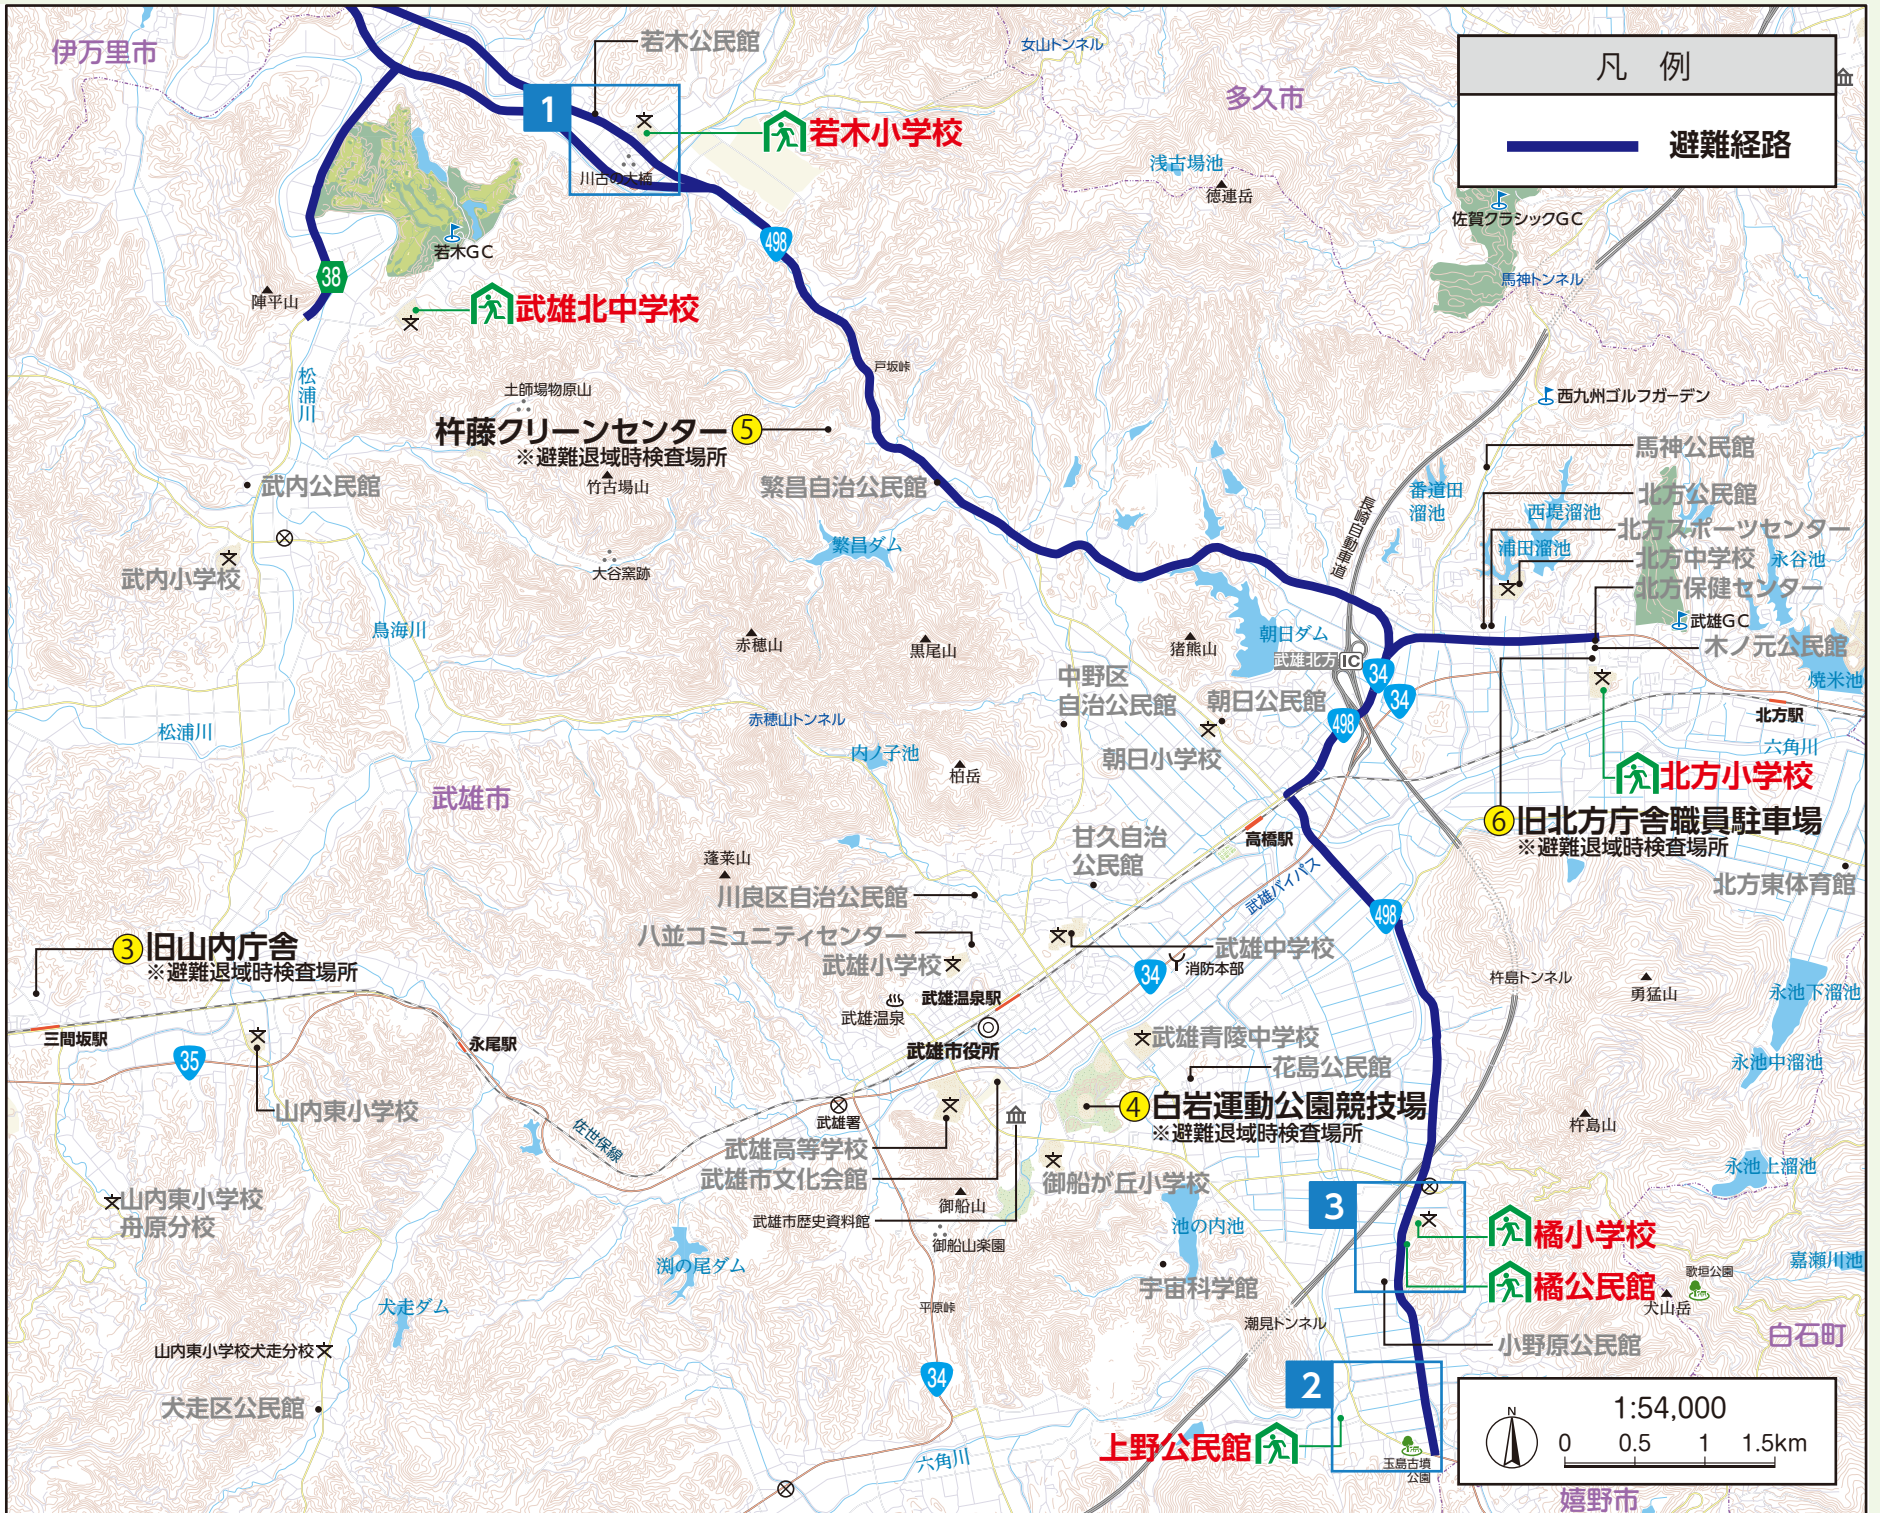 伊万里市
若木公民館
女山トンネル
多久市
凡 例
避難経路
1
若木小学校
川古の大楠
浅古場池
徳連岳
佐賀クラシックGC
498
若木GC
38
陣平山
武雄北中学校
馬神トンネル
松浦川
戸坂峠
土師場物原山
西九州ゴルフガーデン
杵藤クリーンセンター 5
※避難退域時検査場所
竹古場山
馬神公民館
武内公民館
繁昌自治公民館
番道田
溜池
北方公民館
西堤溜池
北方スポーツセンター
長崎自動車道
繁昌ダム
浦田溜池
北方中学校
永谷池
武内小学校
大谷窯跡
北方保健センター
鳥海川
赤穂山
黒尾山
猪熊山
朝日ダム
武雄GC
木ノ元公民館
武雄北方 IC
中野区
自治公民館
朝日公民館
34
34
焼米池
松浦川
赤穂山トンネル
498
北方駅
内ノ子池
朝日小学校
六角川
柏岳
北方小学校
武雄市
高橋駅
6 旧北方庁舎職員駐車場
※避難退域時検査場所
甘久自治
公民館
蓬莱山
川良区自治公民館
武雄バイパス
北方東体育館
498
八並コミュニティセンター
3 旧山内庁舎
※避難退域時検査場所
武雄小学校
武雄中学校
34
消防本部
杵島トンネル
勇猛山
永池下溜池
武雄温泉駅
武雄温泉
三間坂駅
永尾駅
武雄市役所
武雄青陵中学校
35
花島公民館
永池中溜池
山内東小学校
武雄署
4 白岩運動公園競技場
※避難退域時検査場所
杵島山
佐世保線
武雄高等学校
武雄市文化会館
御船が丘小学校
永池上溜池
山内東小学校
舟原分校
御船山
武雄市歴史資料館
御船山楽園
池の内池
3
橘小学校
渕の尾ダム
宇宙科学館
橘公民館
歌垣公園
犬山岳
嘉瀬川池
犬走ダム
平原峠
潮見トンネル
小野原公民館
白石町
山内東小学校犬走分校
34
2
犬走区公民館
上野公民館
玉島古墳
公園
六角川
N
1:54,000
0 0.5 1 1.5km
嬉野市